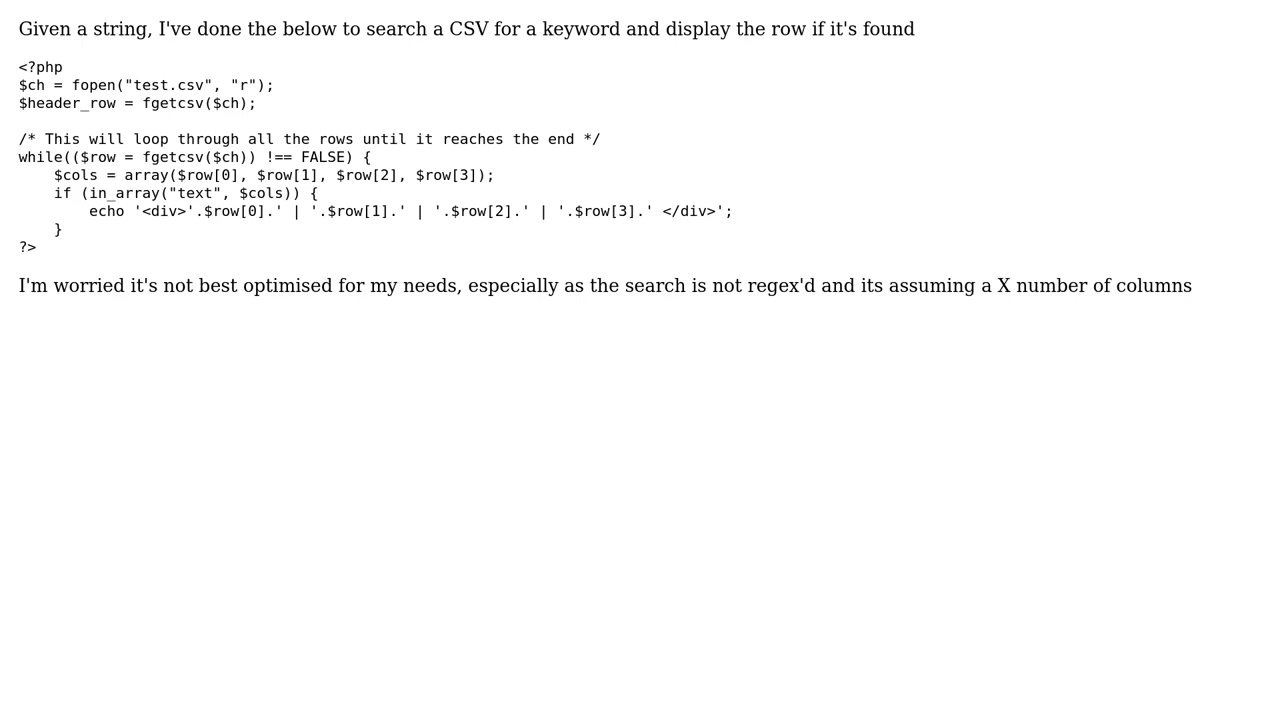 Given a string, I've done the below to search a CSV for a keyword and display the row if it's found
<?php
$ch = fopen("test.csv", "r");
$header_row = fgetcsv($ch);

/* This will loop through all the rows until it reaches the end */
while(($row = fgetcsv($ch)) !== FALSE) {
    $cols = array($row[0], $row[1], $row[2], $row[3]);
    if (in_array("text", $cols)) {
        echo '<div>'.$row[0].' | '.$row[1].' | '.$row[2].' | '.$row[3].' </div>';
    }
?>
I'm worried it's not best optimised for my needs, especially as the search is not regex'd and its assuming a X number of columns